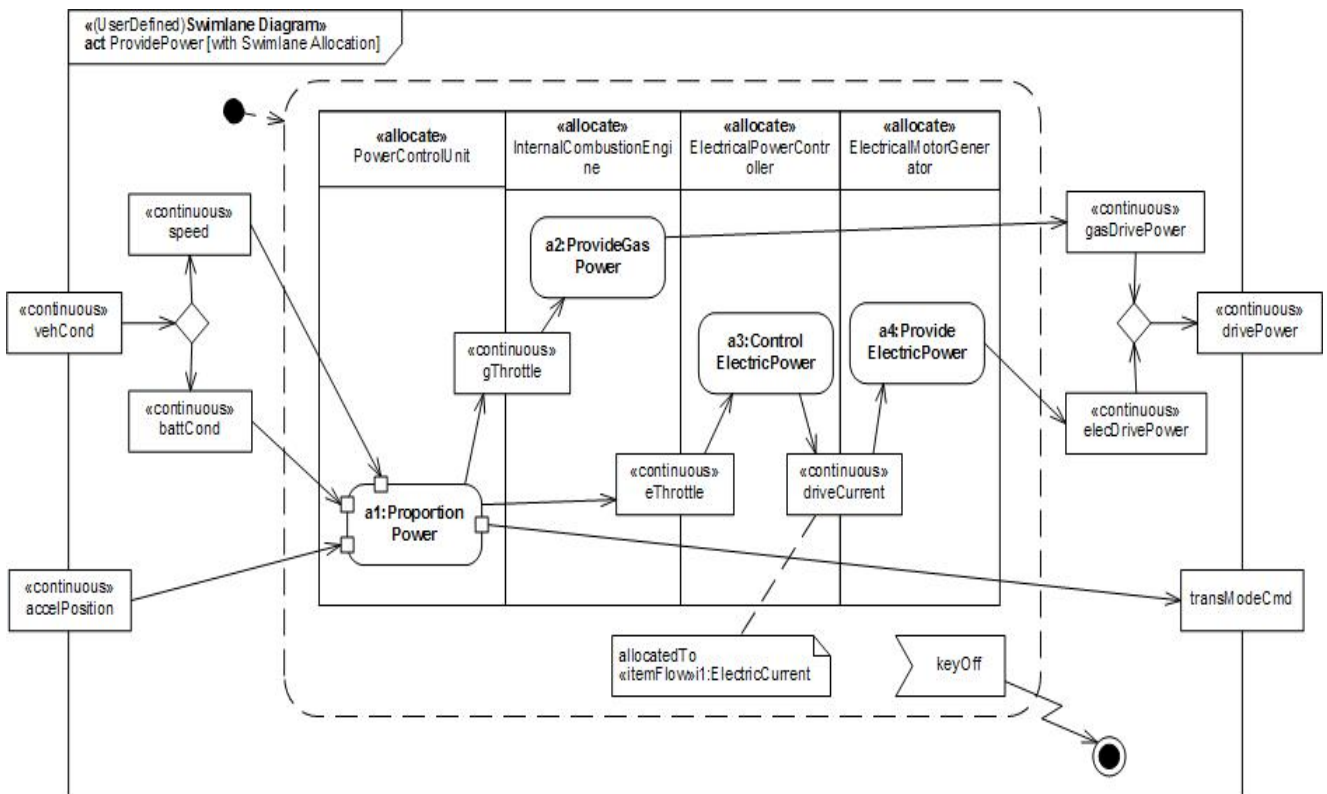 «(UserDefined)Swimlane Diagram»
act ProvidePower [with Swimlane Allocation]
«allocate»
PowerControlUnit
«allocate»
InternalCombustionEngi
ne
«allocate»
ElectricalPowerContr
oller
«allocate»
ElectricalMotorGener
ator
«continuous»
speed
«continuous»
vehCond
«continuous»
battCond
«continuous»
accelPosition
a1:Proportion
Power
«continuous»
gThrottle
a2:ProvideGas
Power
«continuous»
eThrottle
a3:Control
ElectricPower
«continuous»
driveCurrent
a4:Provide
ElectricPower
«continuous»
gasDrivePower
«continuous»
drivePower
«continuous»
elecDrivePower
transModeCmd
allocatedTo
«itemFlow»i1:ElectricCurrent
keyOff